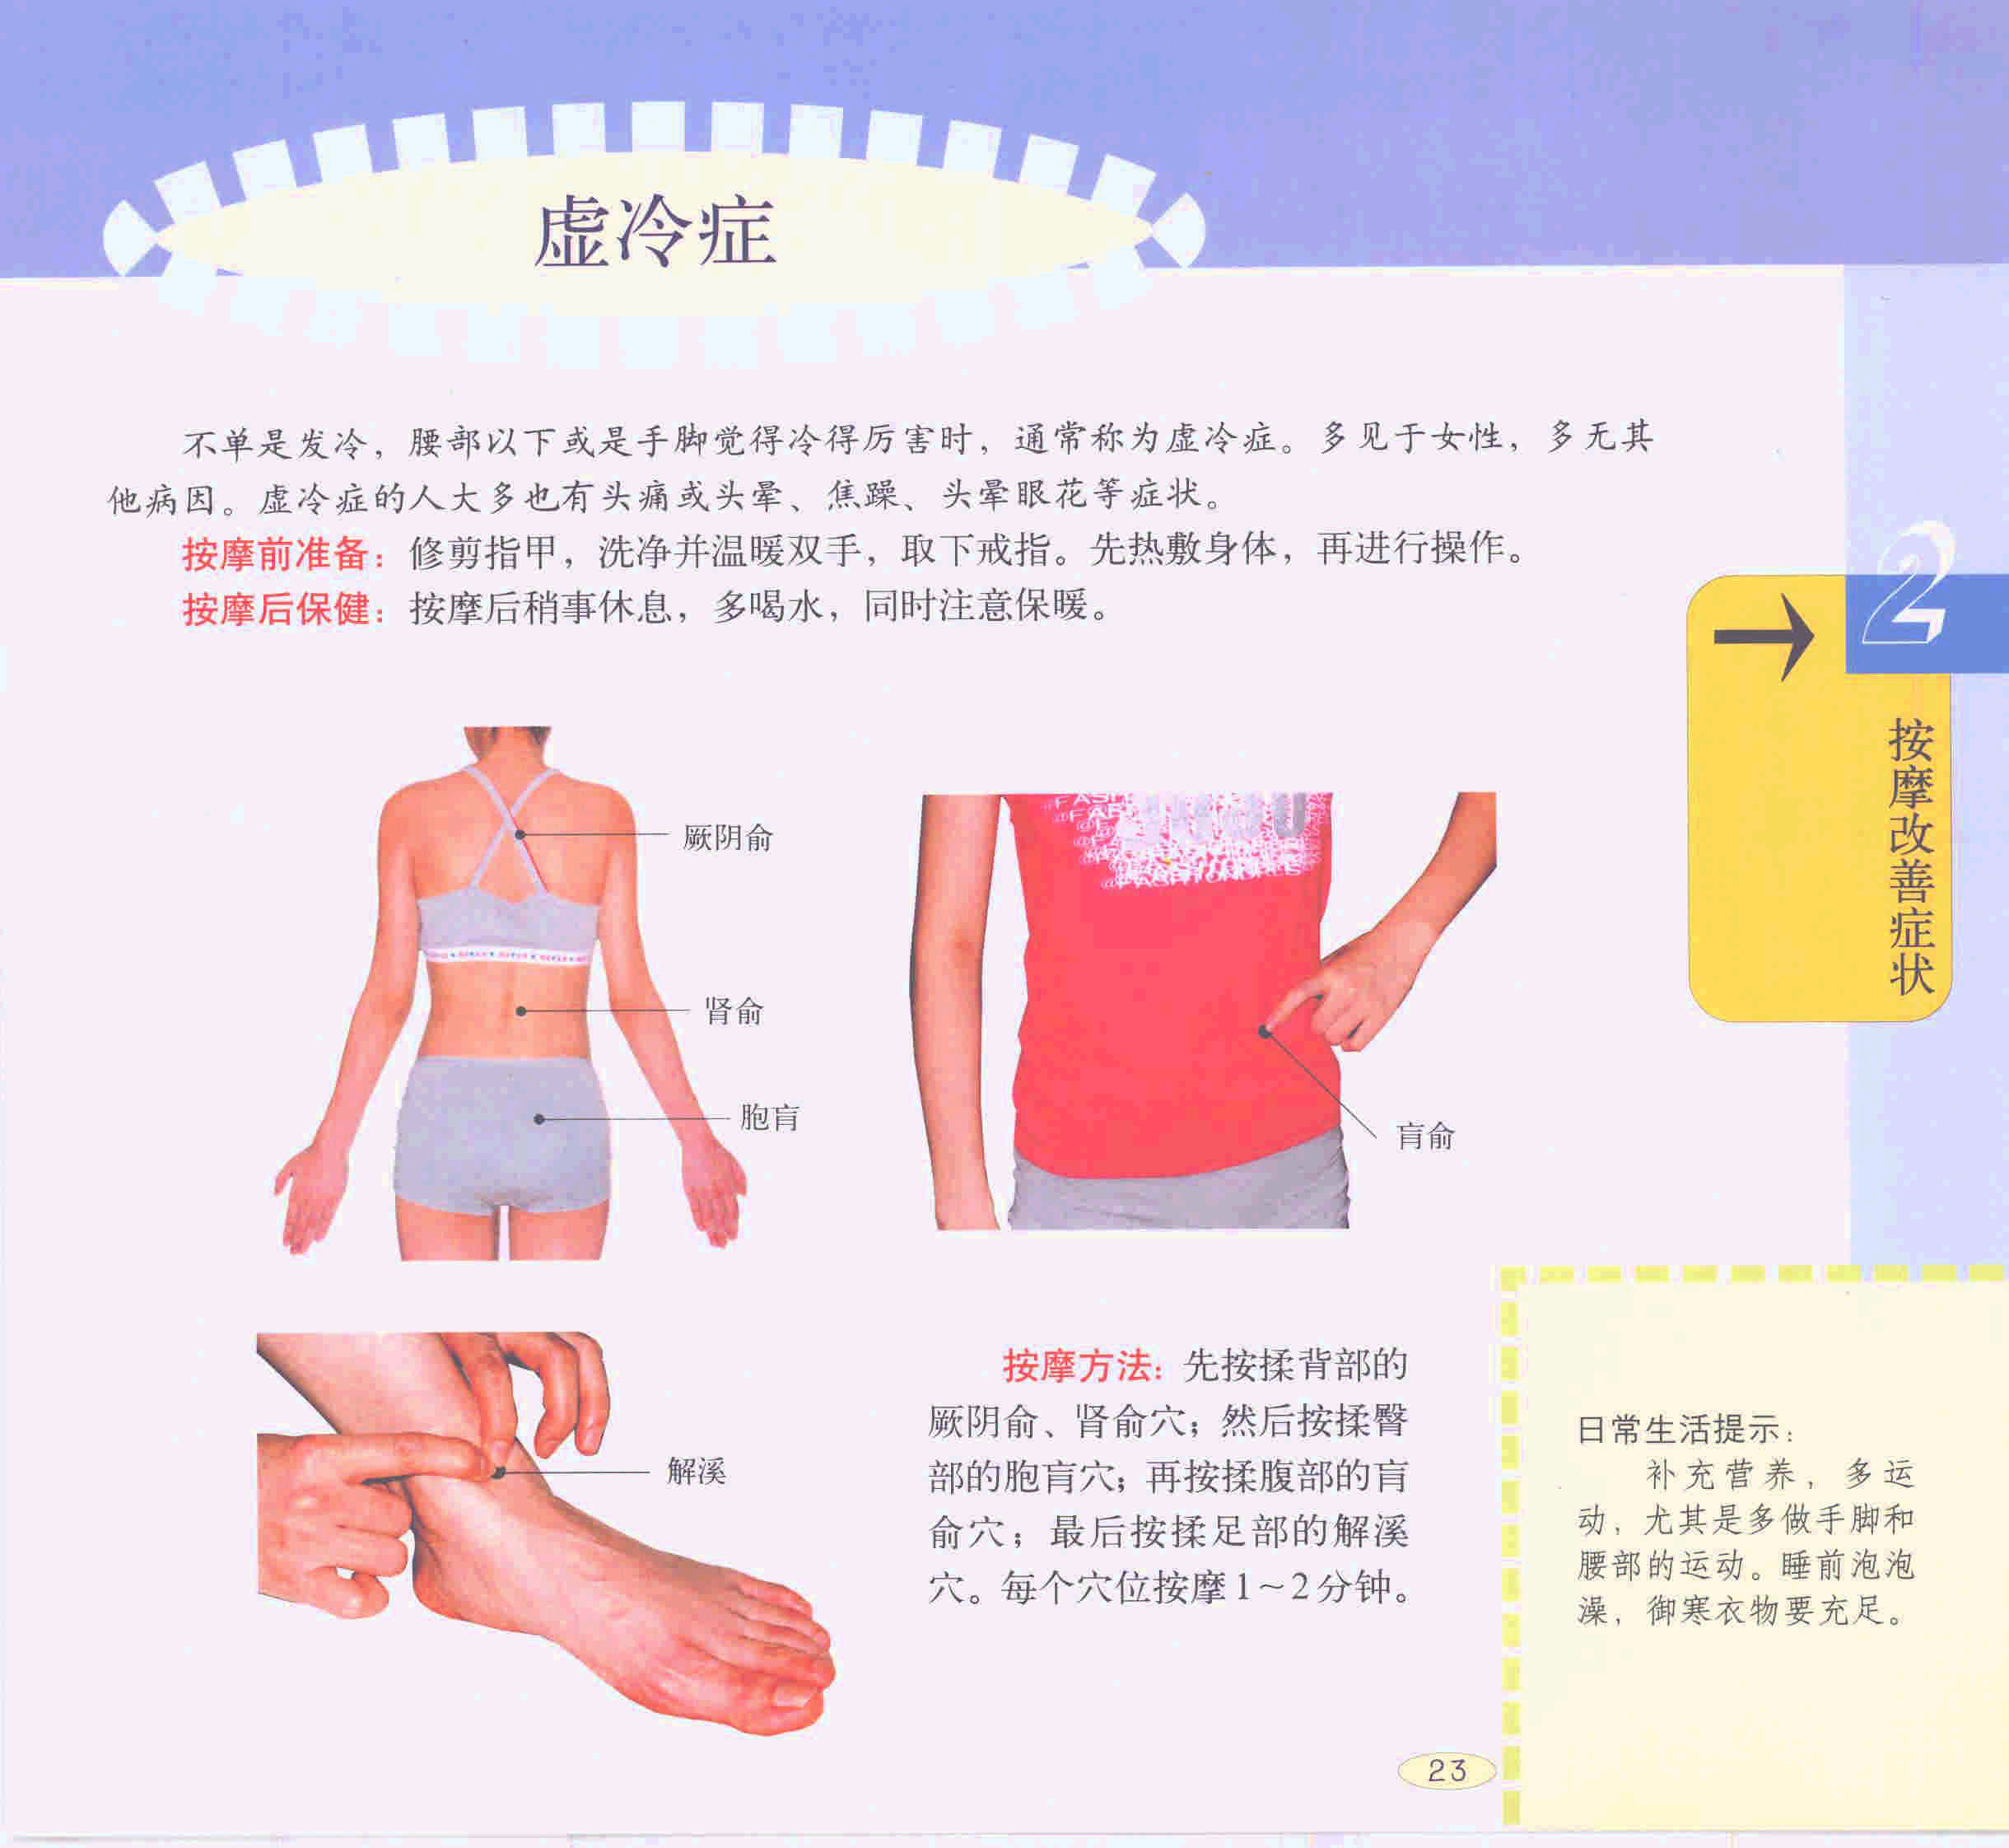 虚冷症
不单是发冷，腰部以下或是手脚觉得冷得厉害时，通常称为虚冷症。多见于女性，多无其
他病因。虚冷症的人大多也有头痛或头晕、焦躁、头晕眼花等症状。
按摩前准备：修剪指甲，洗净并温暖双手，取下戒指。先热敷身体，再进行操作。
按摩后保健：按摩后稍事休息，多喝水，同时注意保暖。
2
按摩改善症状
厥阴俞
肾俞
胞肓
肓俞
解溪
按摩方法：先按揉背部的
厥阴俞、肾俞穴；然后按揉臀
部的胞肓穴；再按揉腹部的肓
俞穴；最后按揉足部的解溪
穴。每个穴位按摩1～2分钟。
日常生活提示：
补充营养，多运
动，尤其是多做手脚和
腰部的运动。睡前泡泡
澡，御寒衣物要充足。
23